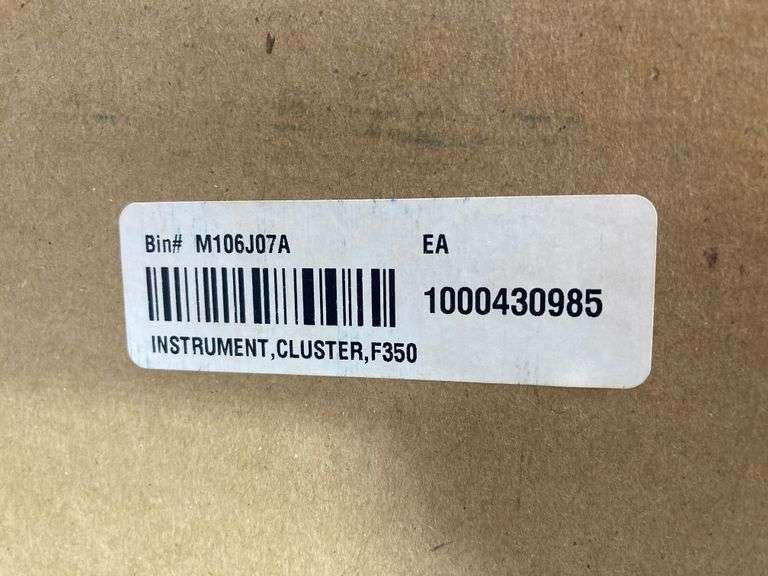 Bin# M106J07A EA
1000430985
INSTRUMENT,CLUSTER,F350